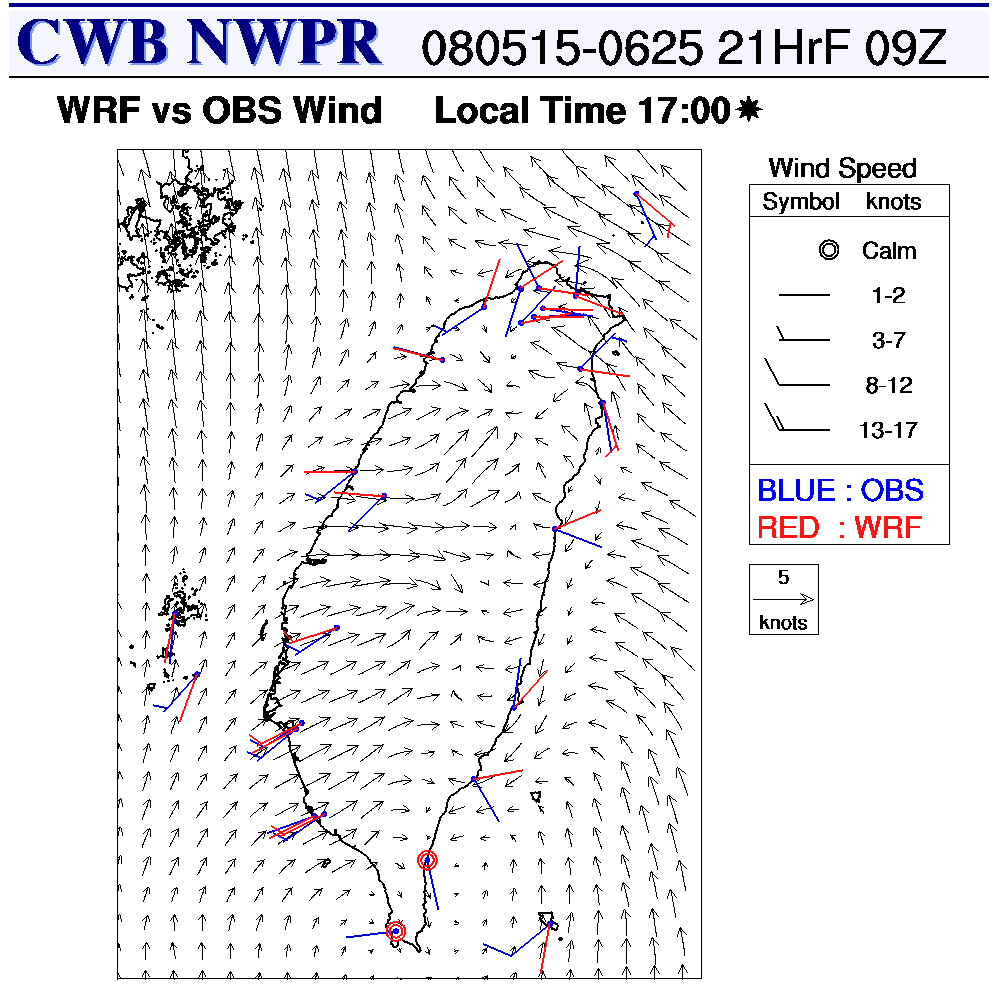 CWB NWPR 080515-0625 21HrF 09Z
WRF vs OBS Wind Local Time 17:00✷
Wind Speed
Symbol knots
Calm
1-2
3-7
8-12
13-17
BLUE : OBS
RED : WRF
5
knots